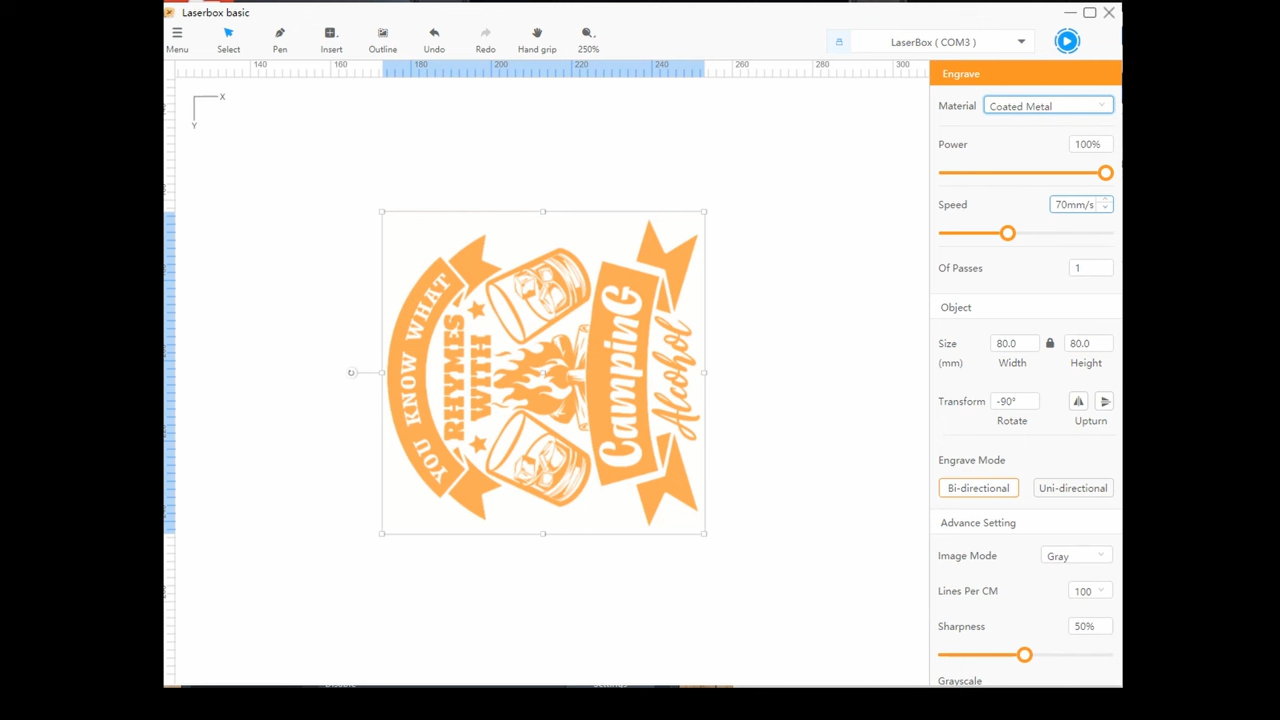 Laserbox basic
Menu
Select
Pen
Insert
Outline
Undo
Redo
Hand grip
250%
LaserBox ( COM3 )
140
160
180
200
220
240
260
280
300
X
Y
YOU KNOW WHAT
RHYMES
WITH
Camping
Alcohol
Engrave
Material Coated Metal
Power 100%
Speed 70mm/s
Of Passes 1
Object
Size 80.0 80.0
(mm) Width Height
Transform -90°
Rotate Upturn
Engrave Mode
Bi-directional Uni-directional
Advance Setting
Image Mode Gray
Lines Per CM 100
Sharpness 50%
Grayscale